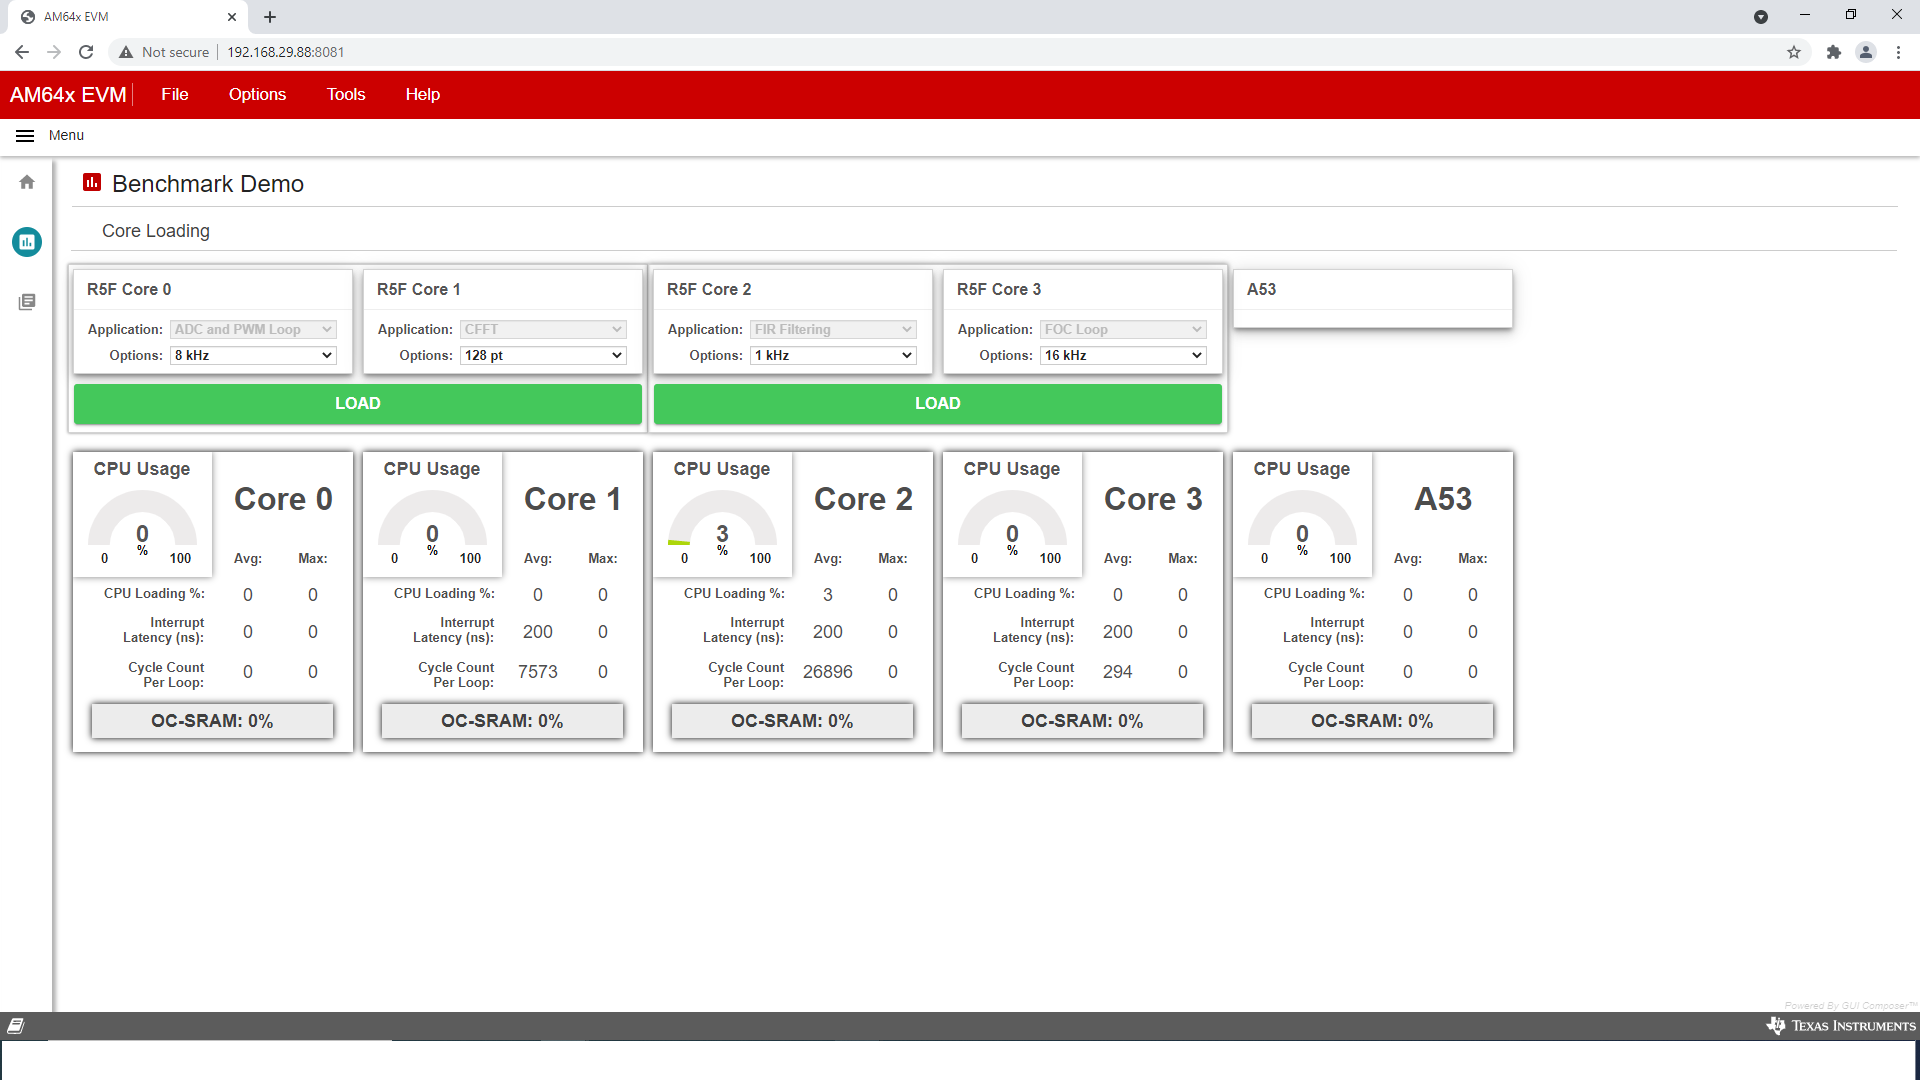 AM64x EVM
Not secure
192.168.29.88:8081
AM64x EVM
File
Options
Tools
Help
Menu
Benchmark Demo
Core Loading
R5F Core 0
Application: ADC and PWM Loop
Options: 8 kHz
R5F Core 1
Application: CFFT
Options: 128 pt
LOAD
R5F Core 2
Application: FIR Filtering
Options: 1 kHz
R5F Core 3
Application: FOC Loop
Options: 16 kHz
LOAD
A53
CPU Usage
0
%
0 100
Core 0
Avg: Max:
CPU Loading %: 0 0
Interrupt
Latency (ns): 0 0
Cycle Count
Per Loop: 0 0
OC-SRAM: 0%
CPU Usage
0
%
0 100
Core 1
Avg: Max:
CPU Loading %: 0 0
Interrupt
Latency (ns): 200 0
Cycle Count
Per Loop: 7573 0
OC-SRAM: 0%
CPU Usage
3
%
0 100
Core 2
Avg: Max:
CPU Loading %: 3 0
Interrupt
Latency (ns): 200 0
Cycle Count
Per Loop: 26896 0
OC-SRAM: 0%
CPU Usage
0
%
0 100
Core 3
Avg: Max:
CPU Loading %: 0 0
Interrupt
Latency (ns): 200 0
Cycle Count
Per Loop: 294 0
OC-SRAM: 0%
CPU Usage
0
%
0 100
A53
Avg: Max:
CPU Loading %: 0 0
Interrupt
Latency (ns): 0 0
Cycle Count
Per Loop: 0 0
OC-SRAM: 0%
Powered By GUI Composer™
TEXAS INSTRUMENTS